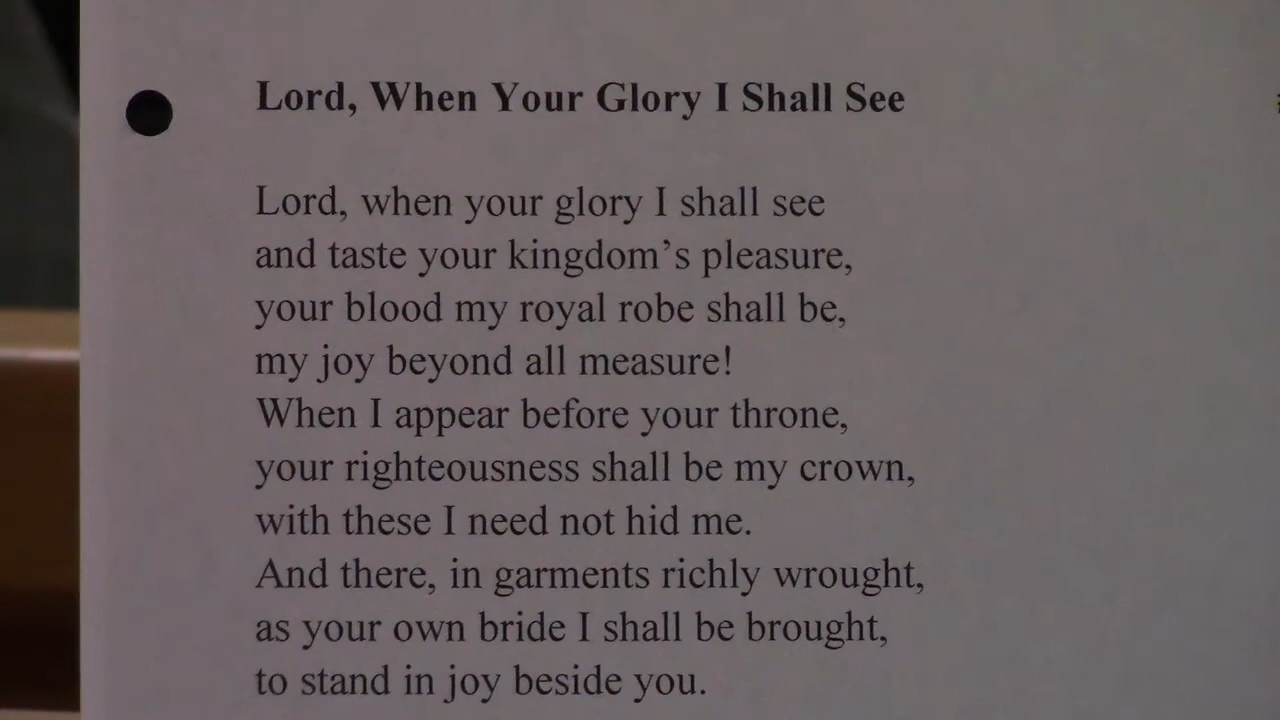 Lord, When Your Glory I Shall See
Lord, when your glory I shall see
and taste your kingdom’s pleasure,
your blood my royal robe shall be,
my joy beyond all measure!
When I appear before your throne,
your righteousness shall be my crown,
with these I need not hid me.
And there, in garments richly wrought,
as your own bride I shall be brought,
to stand in joy beside you.